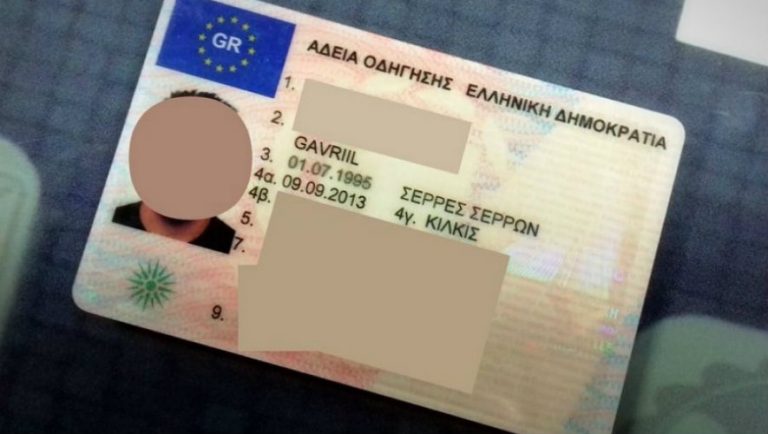 GR
ΑΔΕΙΑ ΟΔΗΓΗΣΗΣ ΕΛΛΗΝΙΚΗ ΔΗΜΟΚΡΑΤΙΑ
1.
2.
GAVRIIL
3. 01.07.1995 ΣΕΡΡΕΣ ΣΕΡΡΩΝ
4α. 09.09.2013 4γ. ΚΙΛΚΙΣ
4β.
5.
7.
9.